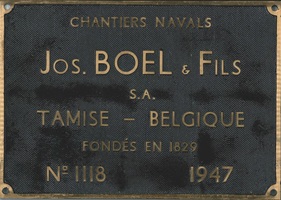 CHANTIERS NAVALS
JOS. BOEL & FILS
S.A.
TAMISE – BELGIQUE
FONDÉS EN 1829
Nº 1118 1947